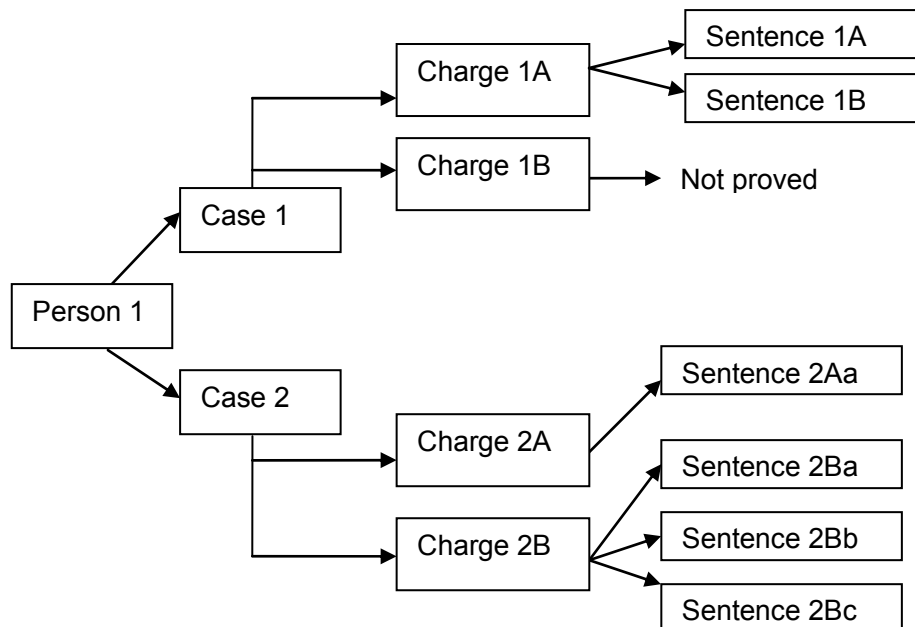 Sentence 1A
Charge 1A
Sentence 1B
Charge 1B
Not proved
Case 1
Person 1
Sentence 2Aa
Case 2
Charge 2A
Sentence 2Ba
Charge 2B
Sentence 2Bb
Sentence 2Bc